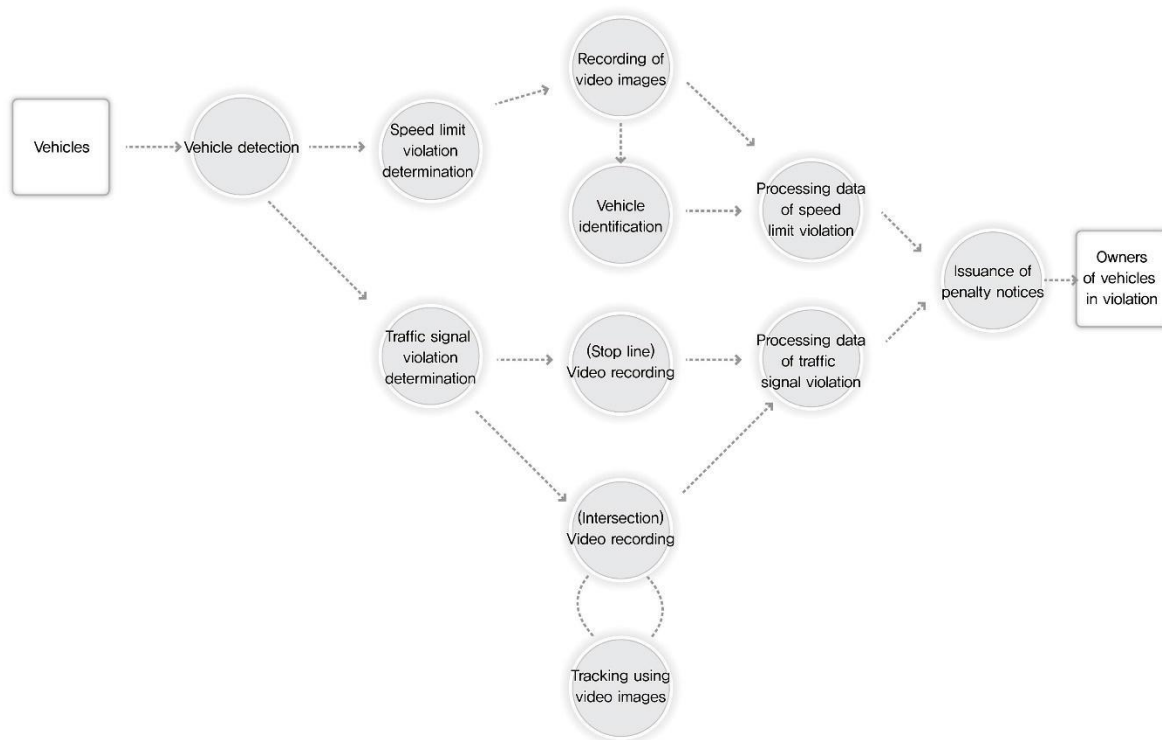 Vehicles
Vehicle detection
Speed limit
violation
determination
Recording of
video images
Vehicle
identification
Processing data
of speed
limit violation
Traffic signal
violation
determination
(Stop line)
Video recording
Processing data
of traffic
signal violation
Issuance of
penalty notices
Owners
of vehicles
in violation
(Intersection)
Video recording
Tracking using
video images